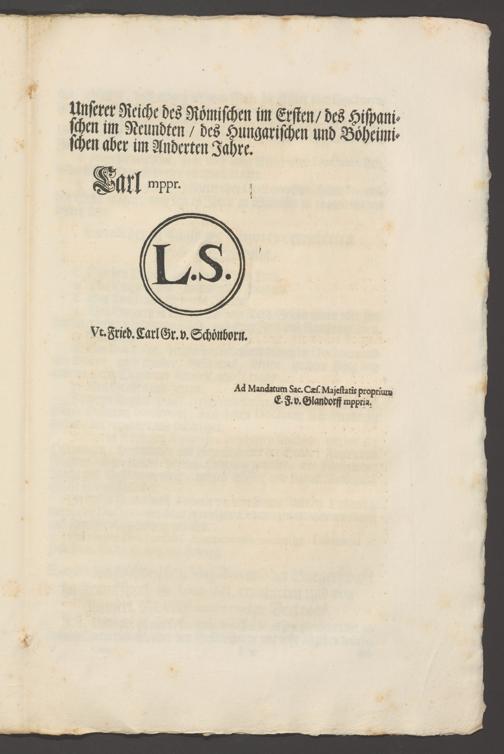 Unserer Reiche des Römischen im Ersten / des Hispani-
schen im Neundten / des Hungarischen und Böheimi-
schen aber im Anderten Jahre.
Carl mppr.
L.S.
Vt. Fried. Carl Gr. v. Schönborn.
Ad Mandatum Sac. Cæs. Majestatis proprium
E. F. v. Glandorff mppria.